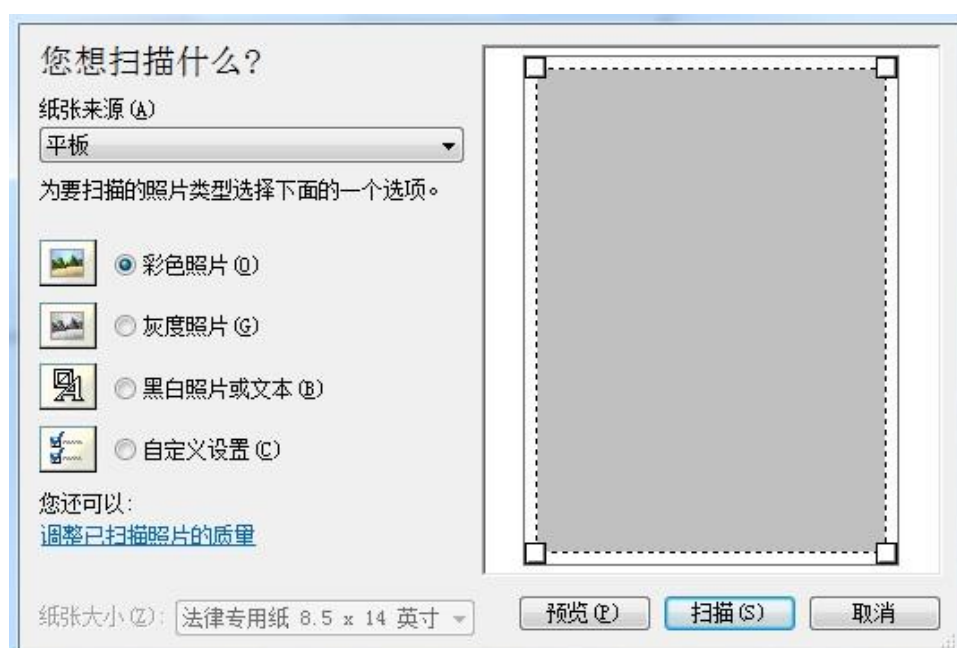 您想扫描什么?
纸张来源(A)
平板
为要扫描的照片类型选择下面的一个选项。
彩色照片(O)
灰度照片(G)
黑白照片或文本(B)
自定义设置(C)
您还可以:
调整已扫描照片的质量
纸张大小(Z): 法律专用纸 8.5 x 14 英寸
预览(P) 扫描(S) 取消